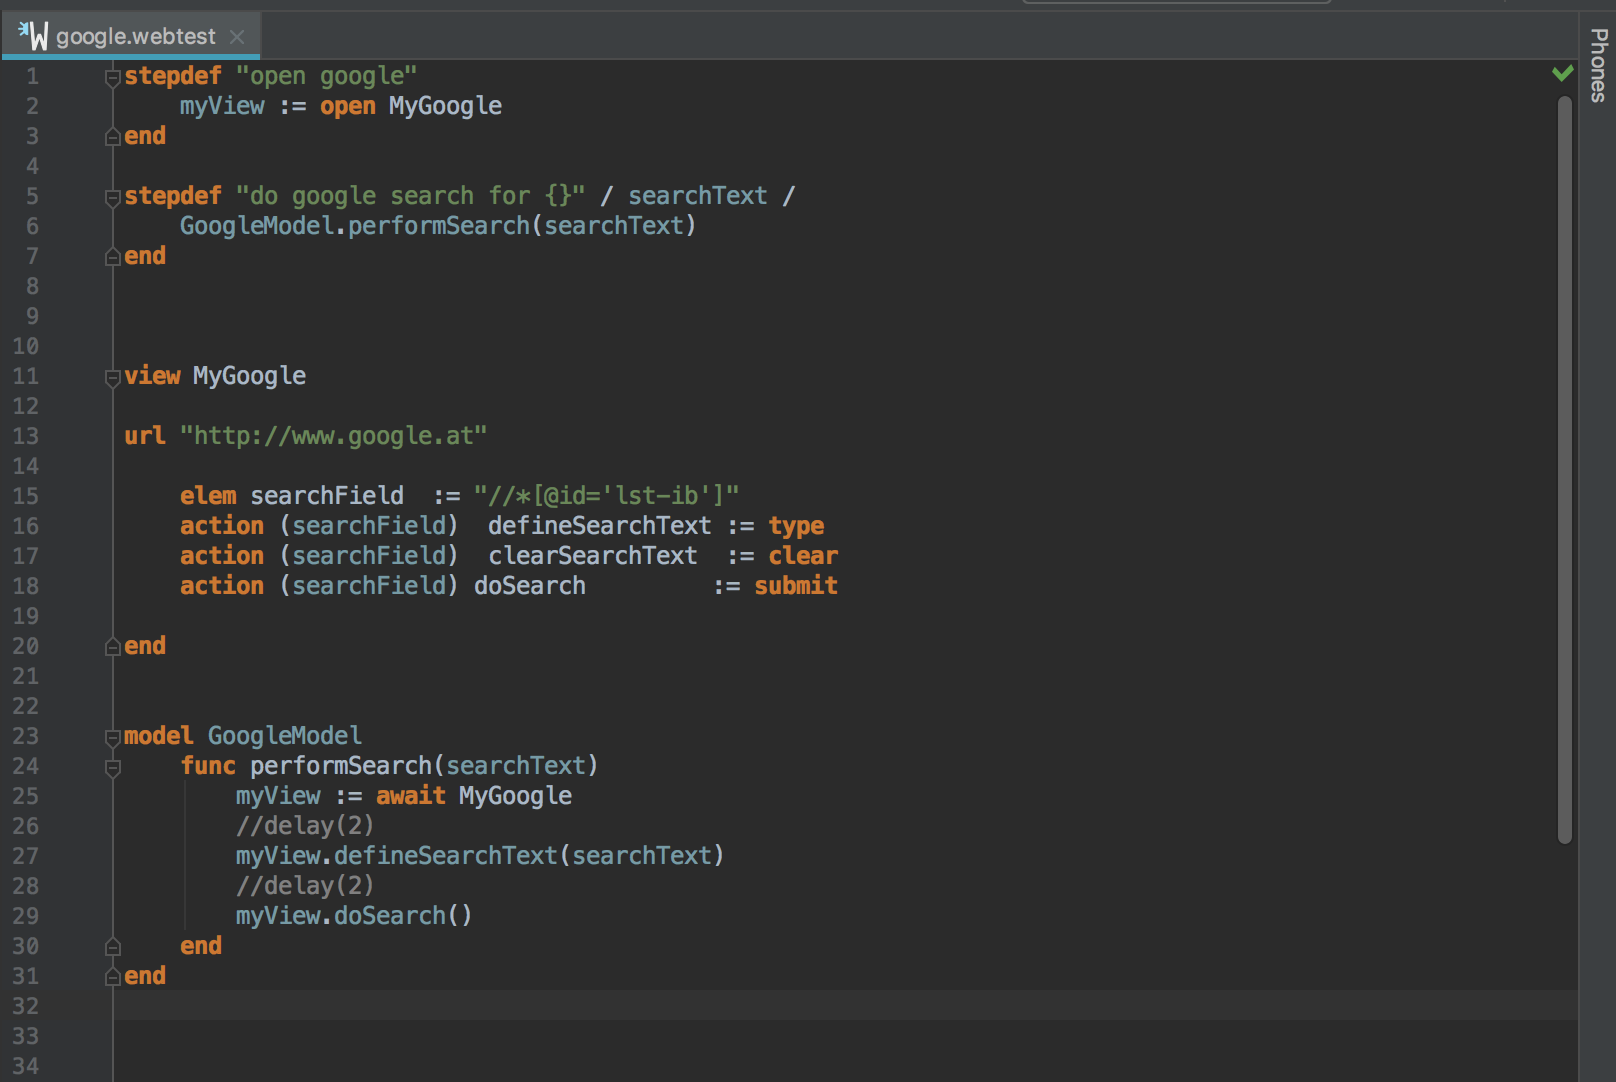 google.webtest
Phones
1 stepdef "open google"
2     myView := open MyGoogle
3 end
4
5 stepdef "do google search for {}" / searchText /
6     GoogleModel.performSearch(searchText)
7 end
8
9
10
11 view MyGoogle
12
13 url "http://www.google.at"
14
15     elem searchField  := "//*[@id='lst-ib']"
16     action (searchField)  defineSearchText := type
17     action (searchField)  clearSearchText  := clear
18     action (searchField) doSearch         := submit
19
20 end
21
22
23 model GoogleModel
24     func performSearch(searchText)
25         myView := await MyGoogle
26         //delay(2)
27         myView.defineSearchText(searchText)
28         //delay(2)
29         myView.doSearch()
30     end
31 end
32
33
34